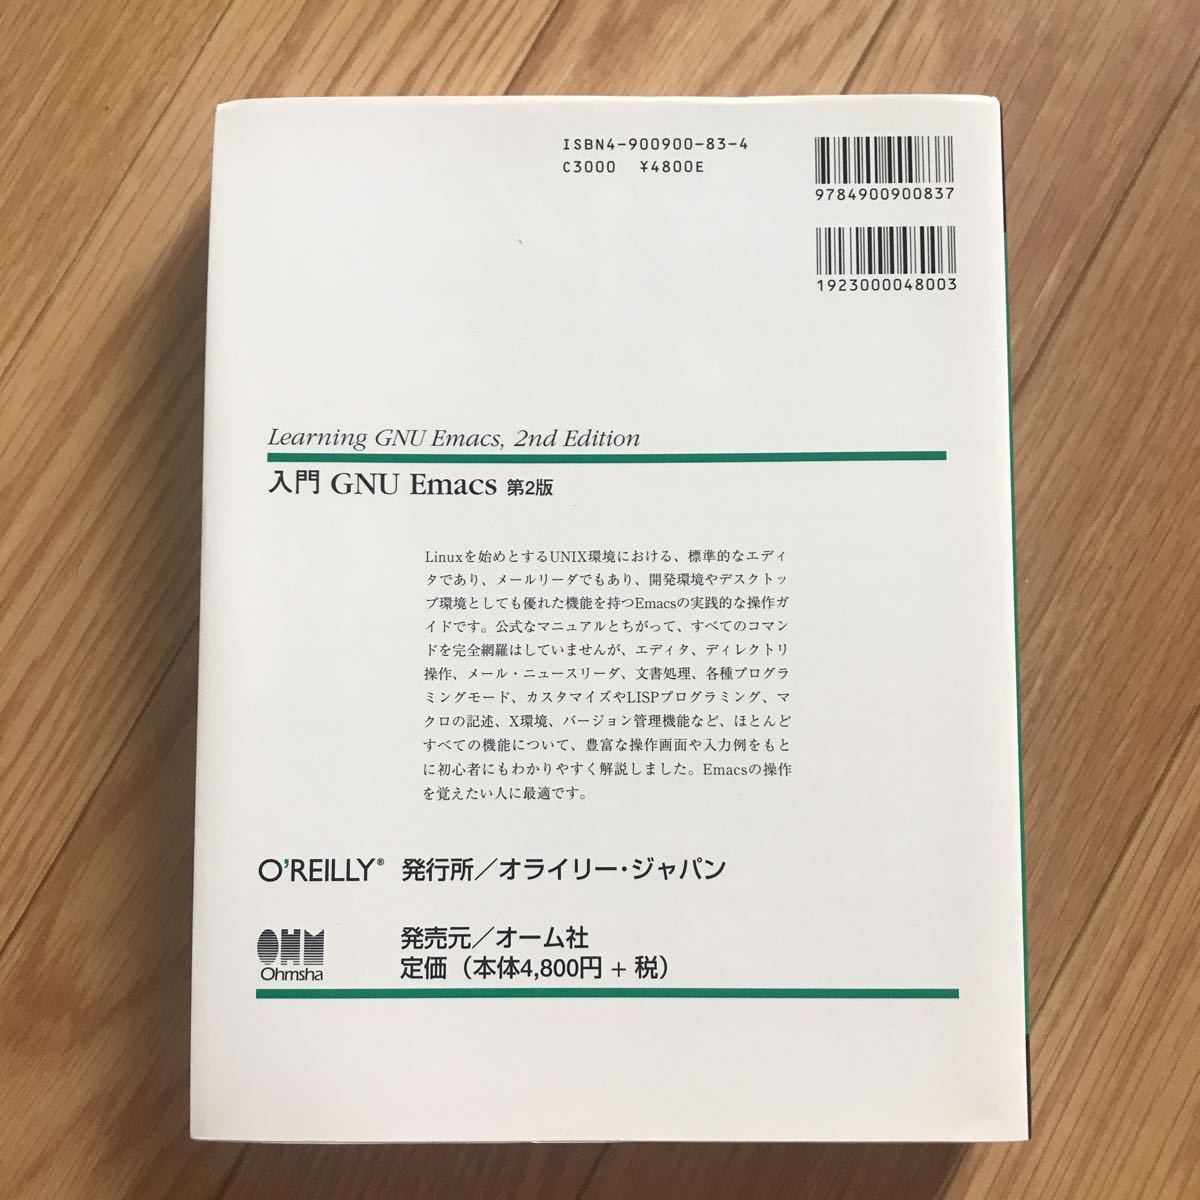 ISBN4-900900-83-4
C3000 ¥4800E
9784900900837
1923000048003
Learning GNU Emacs, 2nd Edition
入門 GNU Emacs 第2版
Linuxを始めとするUNIX環境における、標準的なエディ
タであり、メールリーダでもあり、開発環境やデスクトッ
プ環境としても優れた機能を持つEmacsの実践的な操作ガ
イドです。公式なマニュアルとちがって、すべてのコマン
ドを完全網羅はしていませんが、エディタ、ディレクトリ
操作、メール・ニュースリーダ、文書処理、各種プログラ
ミングモード、カスタマイズやLISPプログラミング、マ
クロの記述、X環境、バージョン管理機能など、ほとんど
すべての機能について、豊富な操作画面や入力例をもと
に初心者にもわかりやすく解説しました。Emacsの操作
を覚えたい人に最適です。
O'REILLY® 発行所／オライリー・ジャパン
OHM
Ohmsha
発売元／オーム社
定価（本体4,800円 + 税）